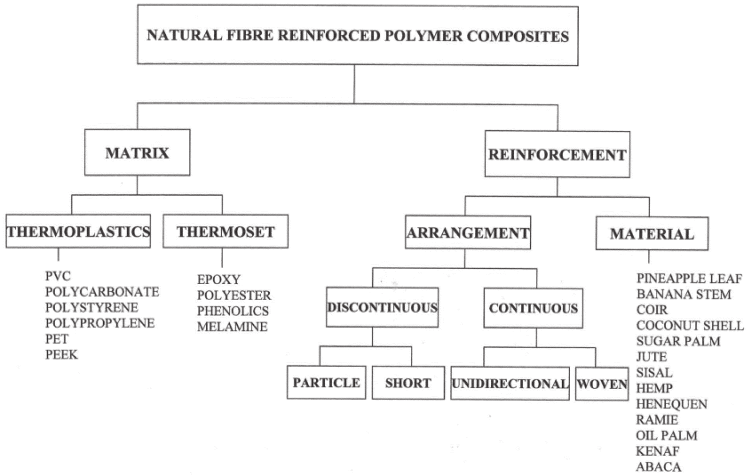 NATURAL FIBRE REINFORCED POLYMER COMPOSITES
MATRIX
REINFORCEMENT
THERMOPLASTICS
THERMOSET
ARRANGEMENT
MATERIAL
PVC
POLYCARBONATE
POLYSTYRENE
POLYPROPYLENE
PET
PEEK
EPOXY
POLYESTER
PHENOLICS
MELAMINE
DISCONTINUOUS
CONTINUOUS
PARTICLE
SHORT
UNIDIRECTIONAL
WOVEN
PINEAPPLE LEAF
BANANA STEM
COIR
COCONUT SHELL
SUGAR PALM
JUTE
SISAL
HEMP
HENEQUEN
RAMIE
OIL PALM
KENAF
ABACA